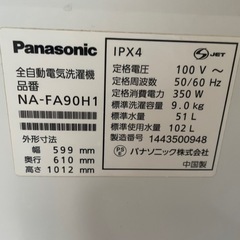 Panasonic
全自動電気洗濯機
品番
NA-FA90H1
外形寸法
幅 599 mm
奥行 610 mm
高さ 1012 mm
IPX4
S JET
定格電圧 100 V ～
定格周波数 50/60 Hz
定格消費電力 350 W
標準洗濯容量 9.0 kg
標準水量 51 L
標準使用水量 102 L
製造番号 1443500948
パナソニック株式会社
中国製